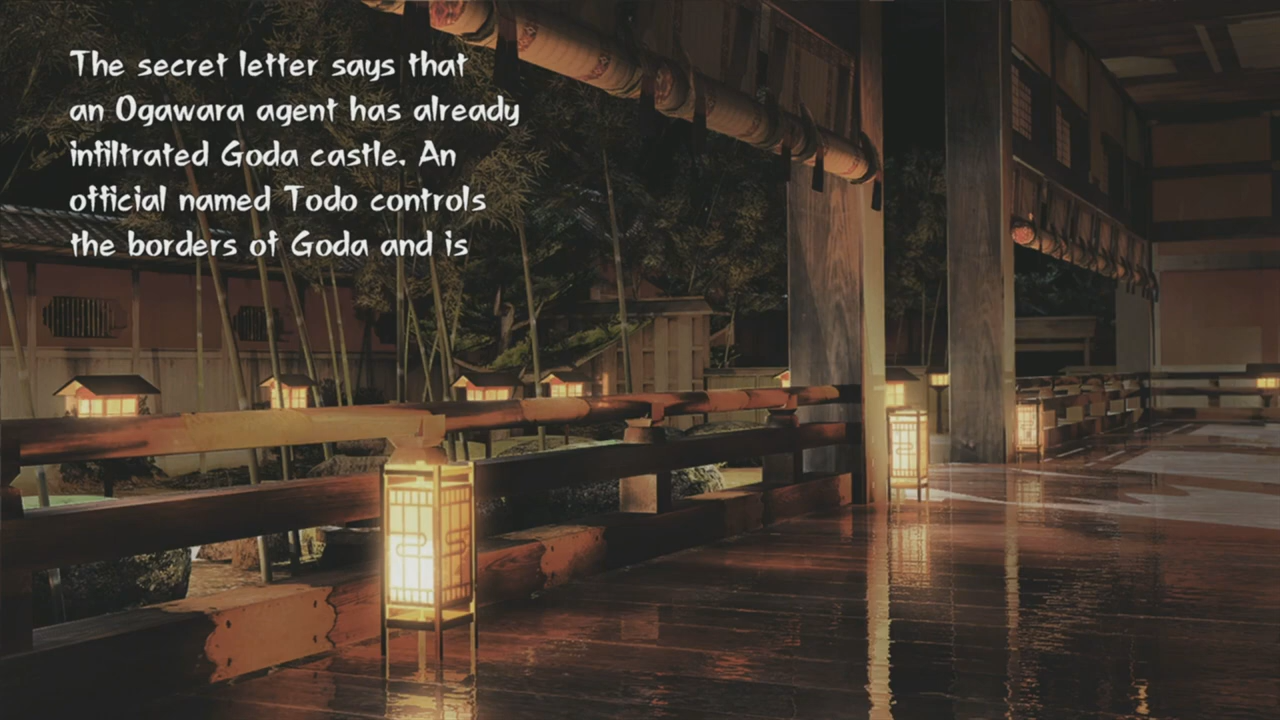 The secret letter says that
an Ogawara agent has already
infiltrated Goda castle. An
official named Todo controls
the borders of Goda and is